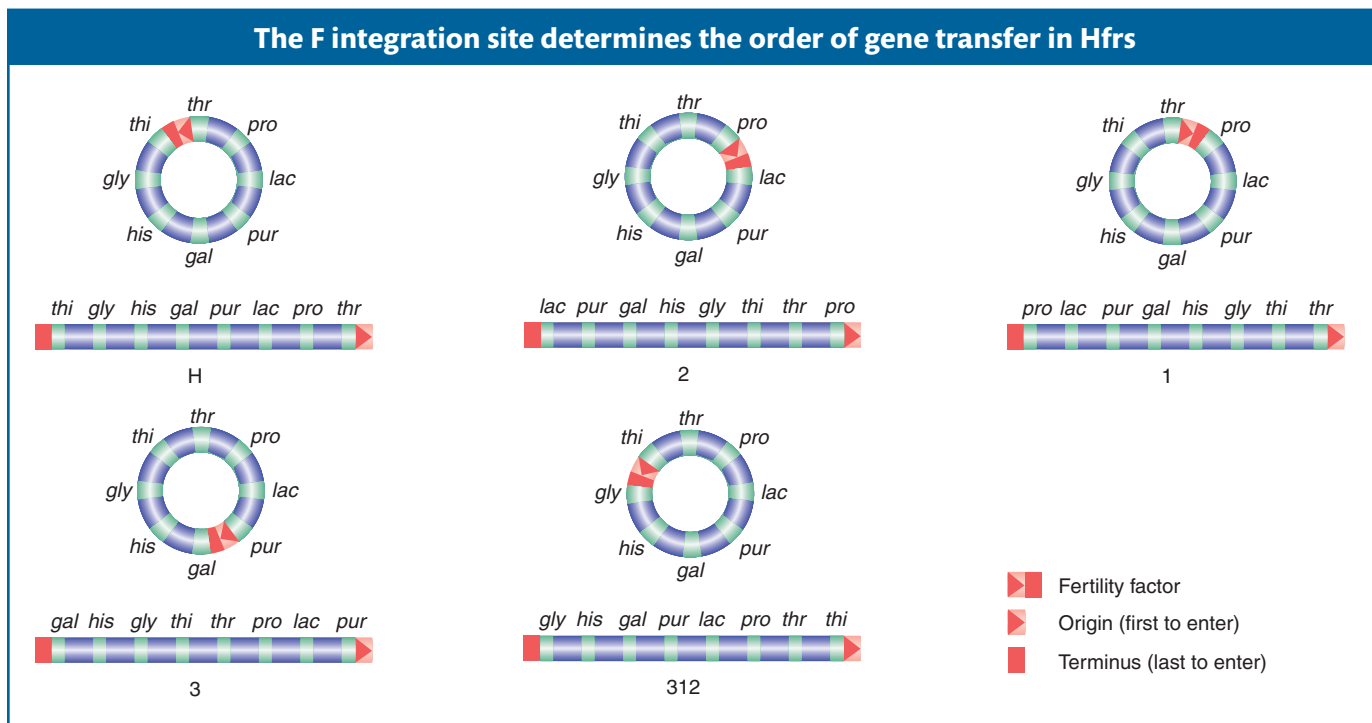 The F integration site determines the order of gene transfer in Hfrs
thr
thi pro
gly lac
his pur
gal
thi gly his gal pur lac pro thr
H
thr
thi pro
gly lac
his pur
gal
lac pur gal his gly thi thr pro
2
thr
thi pro
gly lac
his pur
gal
pro lac pur gal his gly thi thr
1
thr
thi pro
gly lac
his pur
gal
gal his gly thi thr pro lac pur
3
thr
thi pro
gly lac
his pur
gal
gly his gal pur lac pro thr thi
312
Fertility factor
Origin (first to enter)
Terminus (last to enter)